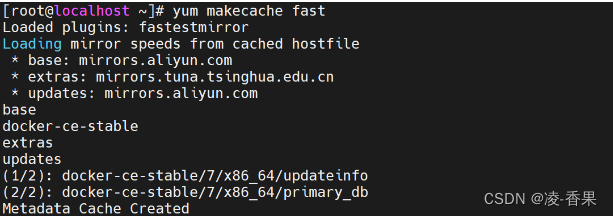 [root@localhost ~]# yum makecache fast
Loaded plugins: fastestmirror
Loading mirror speeds from cached hostfile
 * base: mirrors.aliyun.com
 * extras: mirrors.tuna.tsinghua.edu.cn
 * updates: mirrors.aliyun.com
base
docker-ce-stable
extras
updates
(1/2): docker-ce-stable/7/x86_64/updateinfo
(2/2): docker-ce-stable/7/x86_64/primary_db
Metadata Cache Created
CSDN @凌-香果